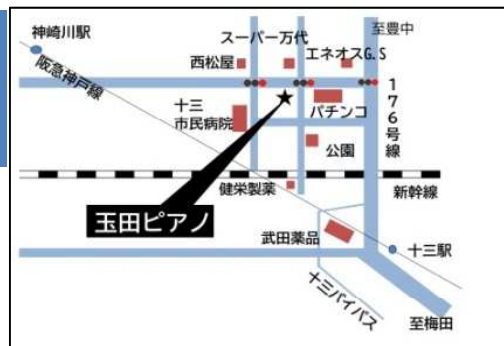 神崎川駅
至豊中
スーパー万代
エネオスG.S
西松屋
阪急神戸線
176号線
十三
市民病院
パチンコ
公園
健栄製薬
新幹線
玉田ピアノ
武田薬品
十三駅
十三バイパス
至梅田